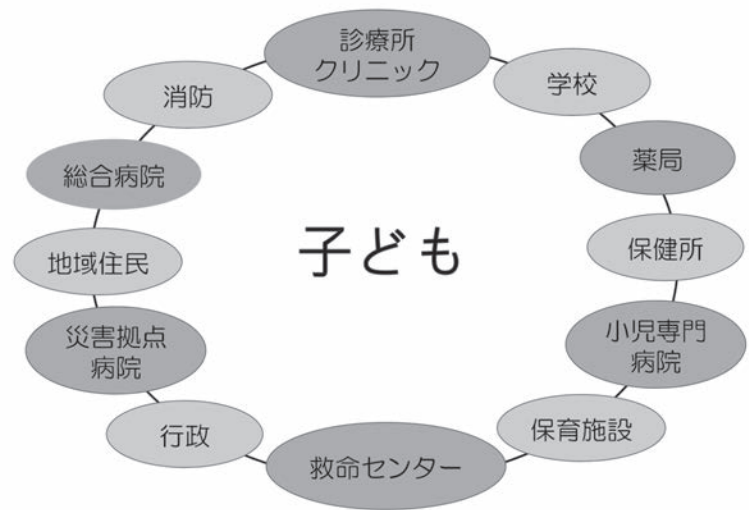 診療所
クリニック
消防
学校
総合病院
薬局
子ども
地域住民
保健所
災害拠点
病院
小児専門
病院
行政
保育施設
救命センター